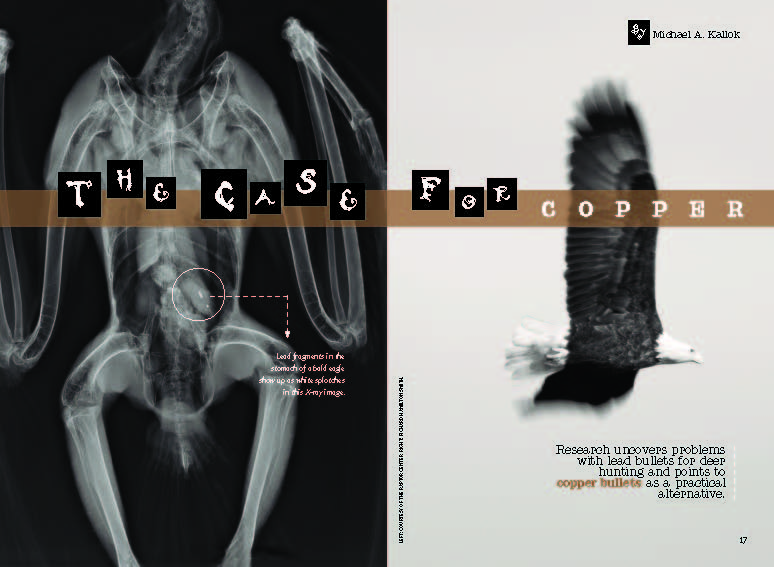 By Michael A. Kallok
THE CASE FOR COPPER
Lead fragments in the
stomach of a bald eagle
show up as white splotches
in this X-ray image.
Research uncovers problems
with lead bullets for deer
hunting and points to
copper bullets as a practical
alternative.
17